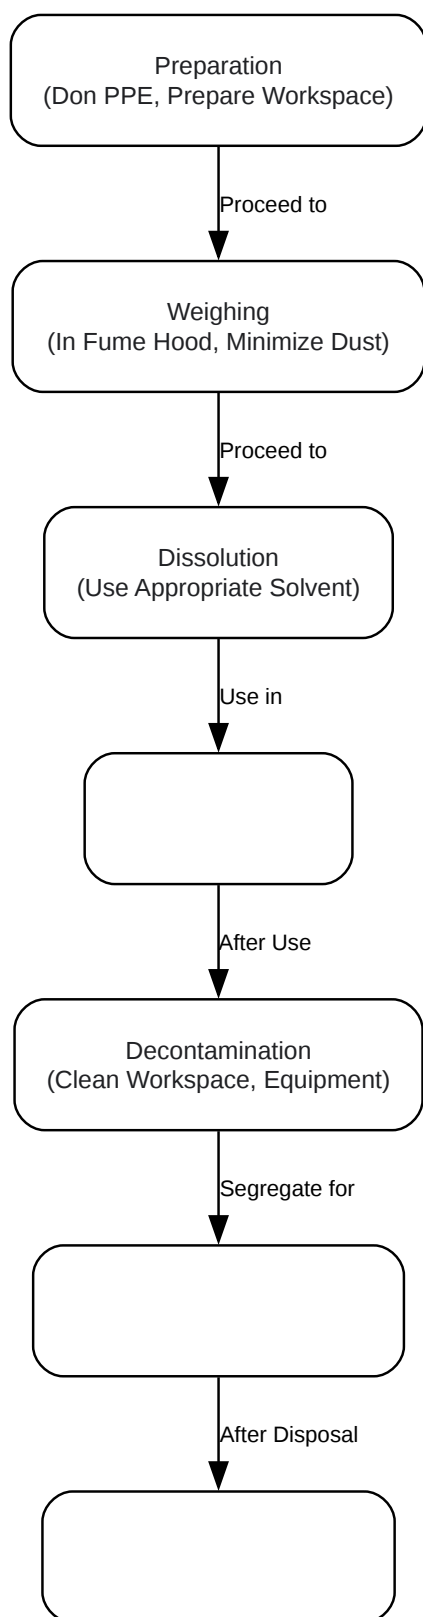 Preparation
(Don PPE, Prepare Workspace)
Proceed to
Weighing
(In Fume Hood, Minimize Dust)
Proceed to
Dissolution
(Use Appropriate Solvent)
Use in
After Use
Decontamination
(Clean Workspace, Equipment)
Segregate for
After Disposal